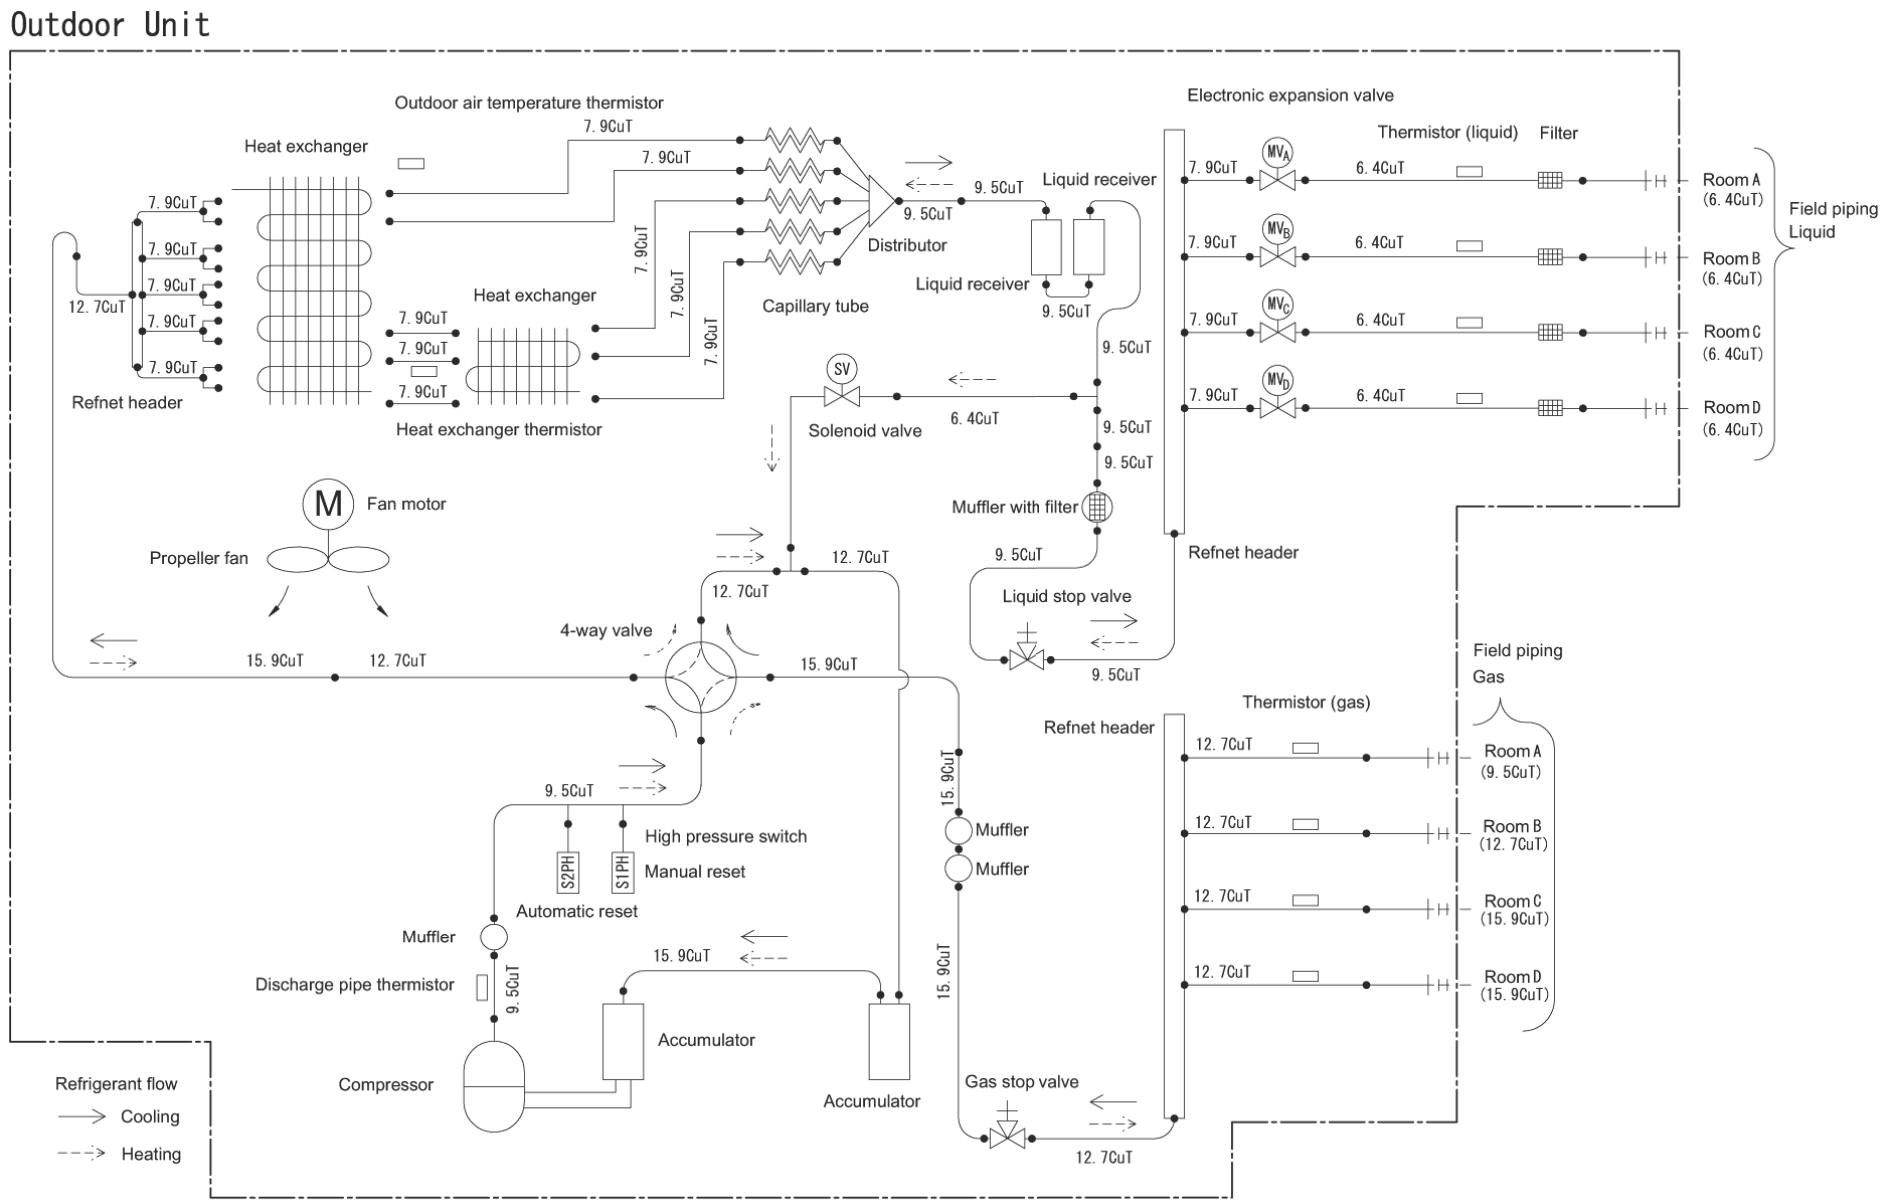 Outdoor Unit
Outdoor air temperature thermistor
Heat exchanger
7.9CuT
7.9CuT
7.9CuT
7.9CuT
7.9CuT
7.9CuT
7.9CuT
12.7CuT
Refnet header
7.9CuT
7.9CuT
7.9CuT
Heat exchanger
Heat exchanger thermistor
7.9CuT
7.9CuT
7.9CuT
Capillary tube
Distributor
9.5CuT
9.5CuT
Liquid receiver
Liquid receiver
9.5CuT
9.5CuT
SV
Solenoid valve
6.4CuT
9.5CuT
9.5CuT
Muffler with filter
9.5CuT
Liquid stop valve
9.5CuT
Refnet header
Electronic expansion valve
Thermistor (liquid)
Filter
7.9CuT
MVA
6.4CuT
Room A
(6.4CuT)
7.9CuT
MVB
6.4CuT
Room B
(6.4CuT)
7.9CuT
MVC
6.4CuT
Room C
(6.4CuT)
7.9CuT
MVD
6.4CuT
Room D
(6.4CuT)
Field piping
Liquid
M
Fan motor
Propeller fan
12.7CuT
12.7CuT
4-way valve
15.9CuT
12.7CuT
15.9CuT
9.5CuT
High pressure switch
S2PH
S1PH
Manual reset
Automatic reset
Muffler
Discharge pipe thermistor
9.5CuT
Compressor
15.9CuT
Accumulator
Accumulator
15.9CuT
Muffler
Muffler
15.9CuT
Gas stop valve
12.7CuT
Refnet header
Thermistor (gas)
Field piping
Gas
12.7CuT
Room A
(9.5CuT)
12.7CuT
Room B
(12.7CuT)
12.7CuT
Room C
(15.9CuT)
12.7CuT
Room D
(15.9CuT)
Refrigerant flow
Cooling
Heating